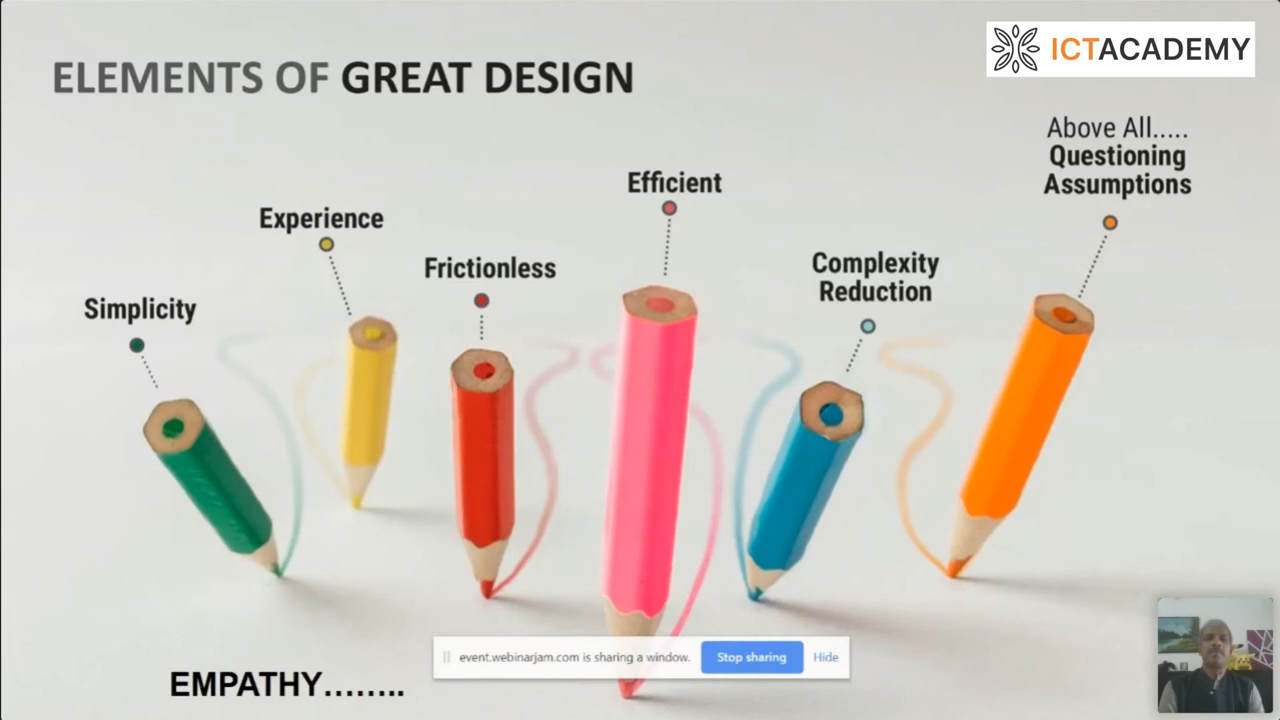 ELEMENTS OF GREAT DESIGN
ICTACADEMY
Above All.....
Questioning
Assumptions
Efficient
Experience
Frictionless
Complexity
Reduction
Simplicity
event.webinarjam.com is sharing a window.
Stop sharing
Hide
EMPATHY........